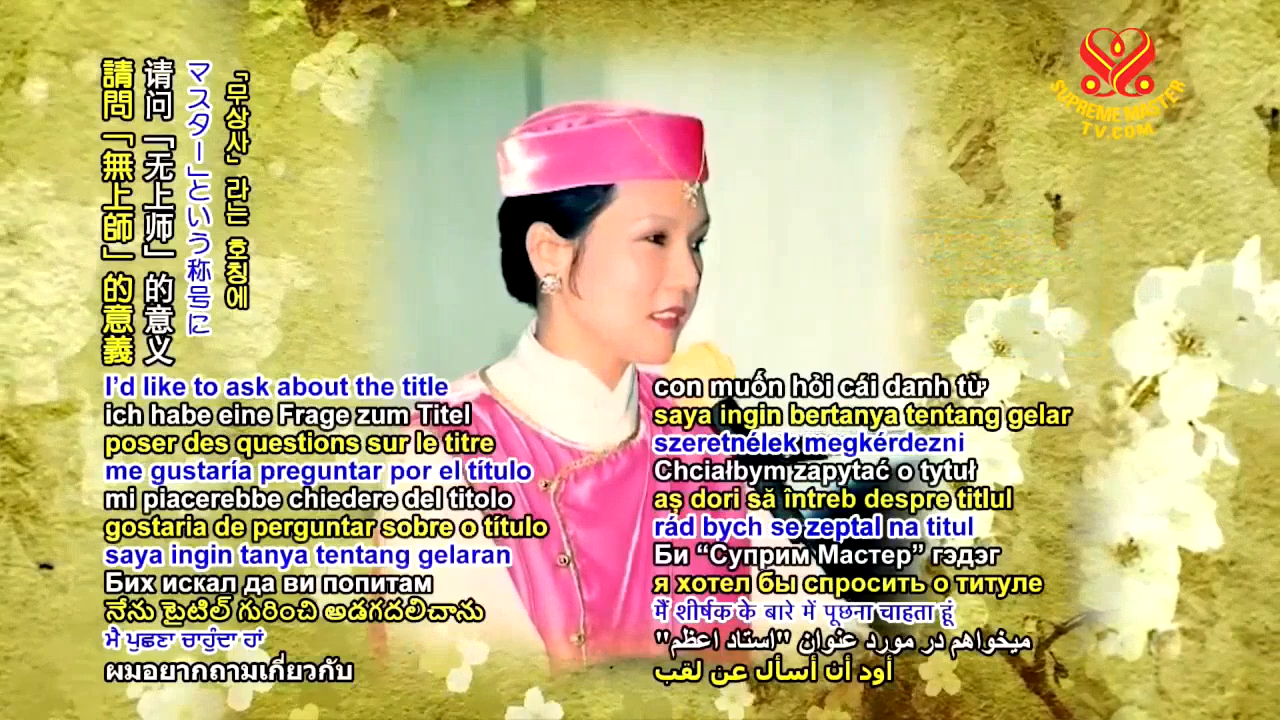 請問「無上師」的意義
请问「无上师」的意义
マスター」という称号に
「무상사」 라는 호칭에
SUPREME MASTER
TV.COM
I'd like to ask about the title
ich habe eine Frage zum Titel
poser des questions sur le titre
me gustaría preguntar por el título
mi piacerebbe chiedere del titolo
gostaria de perguntar sobre o título
saya ingin tanya tentang gelaran
Бих искал да ви попитам
నేను టైటిల్ గురించి అడగదలిచాను
ਮੈ ਪੁਛਣਾ ਚਾਹੁੰਦਾ ਹਾਂ
ผมอยากถามเกี่ยวกับ
con muốn hỏi cái danh từ
saya ingin bertanya tentang gelar
szeretnélek megkérdezni
Chciałbym zapytać o tytuł
aş dori să întreb despre titlul
rád bych se zeptal na titul
Би “Суприм Мастер” гэдэг
я хотел бы спросить о титуле
मैं शीर्षक के बारे में पूछना चाहता हूं
میخواهم در مورد عنوان "استاد اعظم"
أود أن أسأل عن لقب